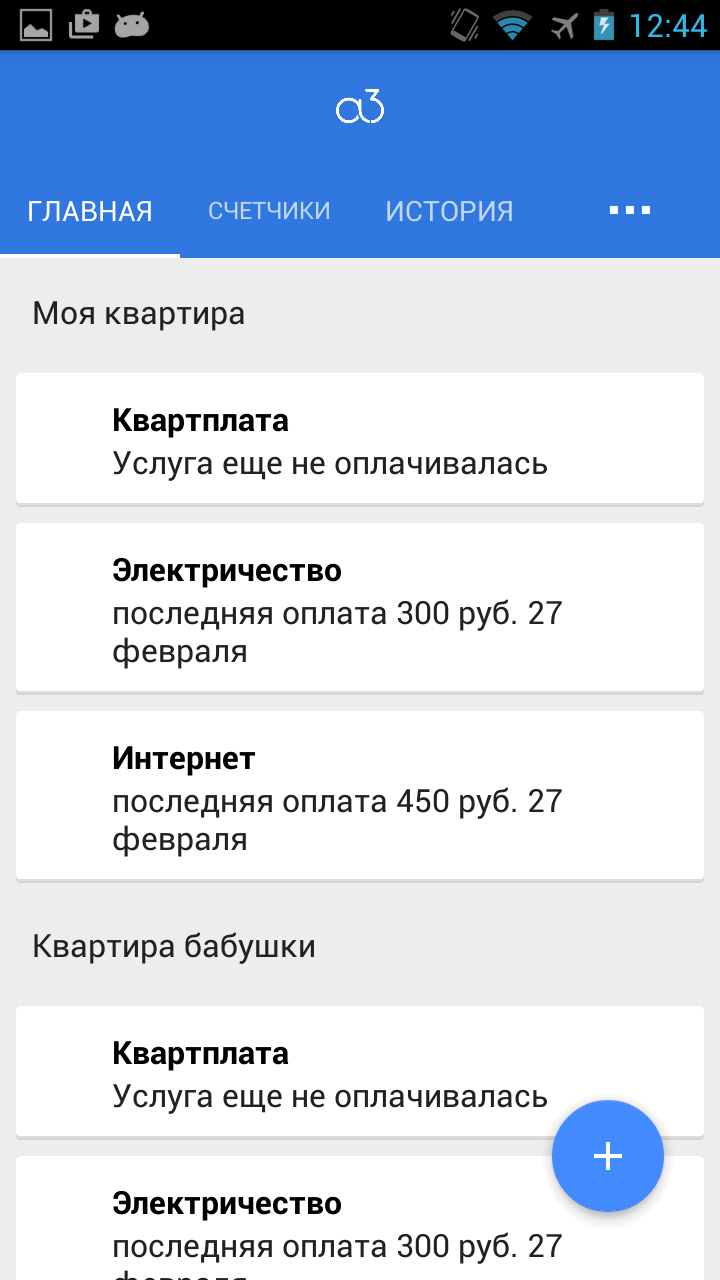 12:44
a3
ГЛАВНАЯ СЧЕТЧИКИ ИСТОРИЯ
Моя квартира
Квартплата
Услуга еще не оплачивалась
Электричество
последняя оплата 300 руб. 27
февраля
Интернет
последняя оплата 450 руб. 27
февраля
Квартира бабушки
Квартплата
Услуга еще не оплачивалась
Электричество
последняя оплата 300 руб. 27